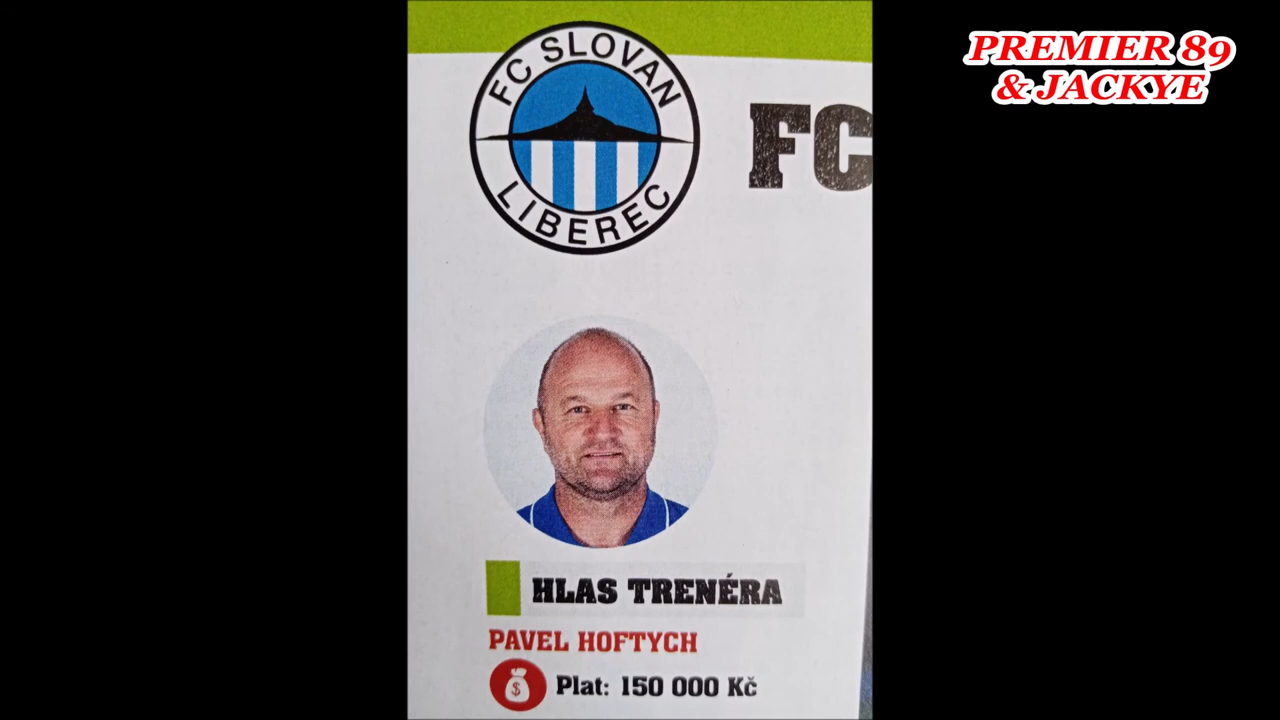 PREMIER 89
& JACKYE
FC SLOVAN
LIBEREC
FC
HLAS TRENÉRA
PAVEL HOFTYCH
$
Plat: 150 000 Kč